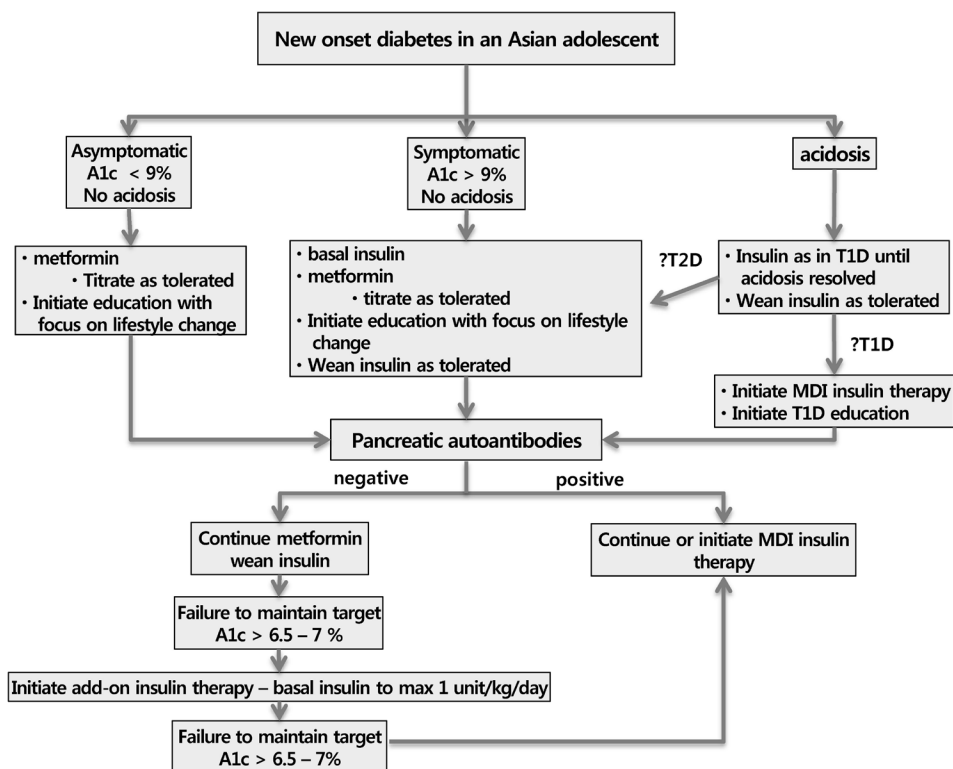 New onset diabetes in an Asian adolescent
Asymptomatic
A1c < 9%
No acidosis
Symptomatic
A1c > 9%
No acidosis
acidosis
・metformin
・Titrate as tolerated
・Initiate education with
focus on lifestyle change
・basal insulin
・metformin
・titrate as tolerated
・Initiate education with focus on lifestyle
change
・Wean insulin as tolerated
?T2D
・Insulin as in T1D until
acidosis resolved
・Wean insulin as tolerated
?T1D
・Initiate MDI insulin therapy
・Initiate T1D education
Pancreatic autoantibodies
negative
positive
Continue metformin
wean insulin
Continue or initiate MDI insulin
therapy
Failure to maintain target
A1c > 6.5 – 7 %
Initiate add-on insulin therapy – basal insulin to max 1 unit/kg/day
Failure to maintain target
A1c > 6.5 – 7%